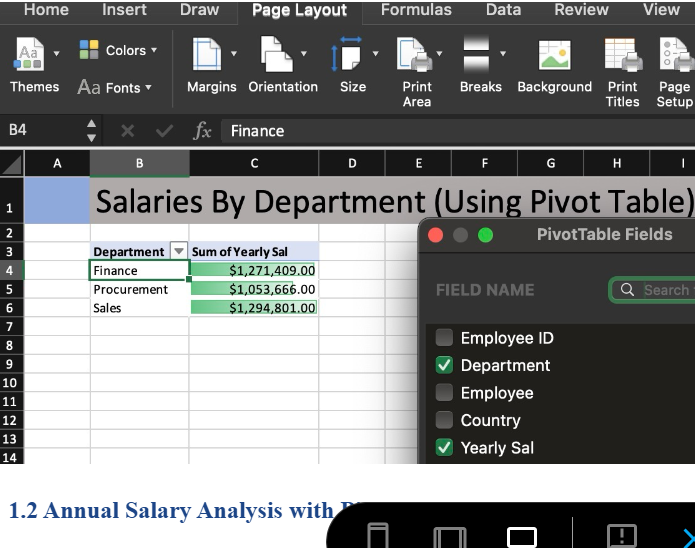 Home Insert Draw Page Layout Formulas Data Review View
Aa Colors
Themes Aa Fonts Margins Orientation Size Print Area Breaks Background Print Titles Page Setup
B4 fx Finance
A B C D E F G H I
1 Salaries By Department (Using Pivot Table)
2
PivotTable Fields
3 Department Sum of Yearly Sal
4 Finance $1,271,409.00
5 Procurement $1,053,666.00
FIELD NAME Search
6 Sales $1,294,801.00
7
8 Employee ID
9 Department
10
11 Employee
12 Country
13 Yearly Sal
14
1.2 Annual Salary Analysis with